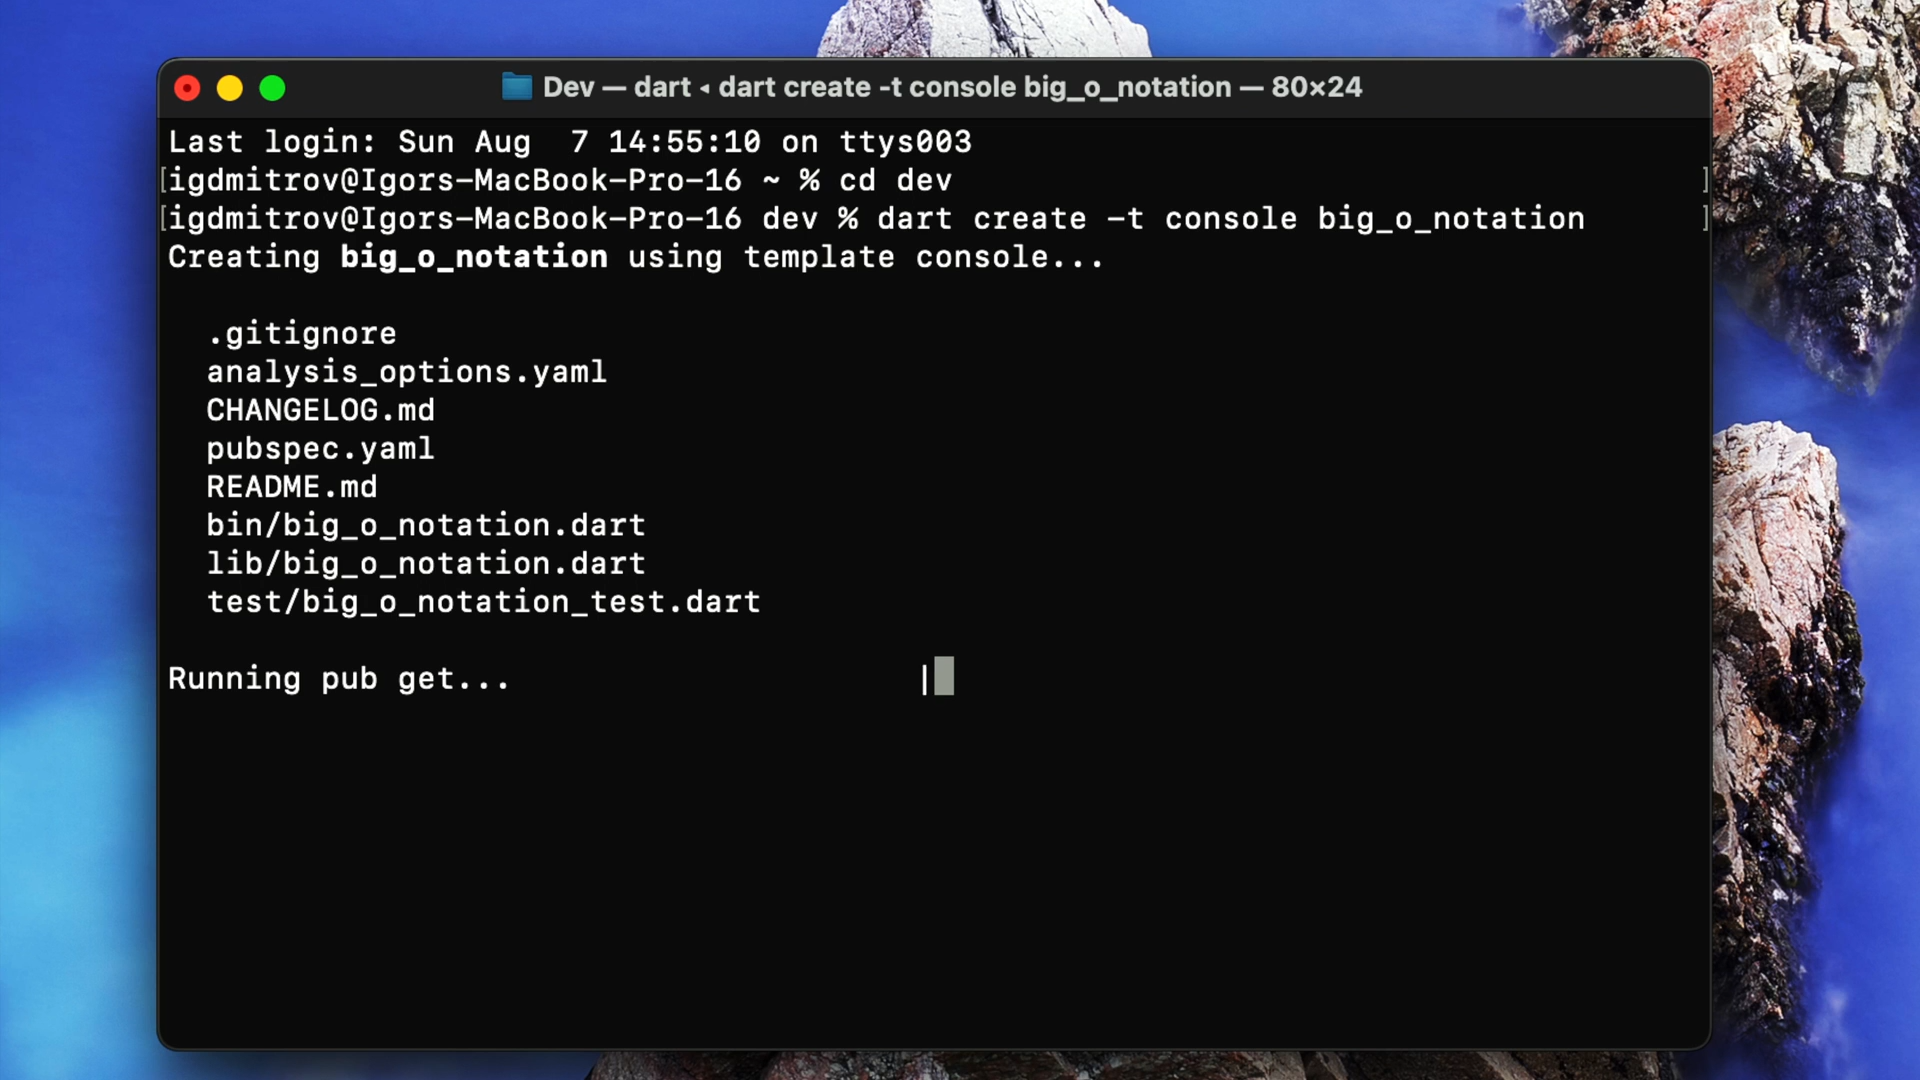 Dev — dart ◂ dart create -t console big_o_notation — 80×24
Last login: Sun Aug  7 14:55:10 on ttys003
[igdmitrov@Igors-MacBook-Pro-16 ~ % cd dev ]
[igdmitrov@Igors-MacBook-Pro-16 dev % dart create -t console big_o_notation ]
Creating big_o_notation using template console...
.gitignore
analysis_options.yaml
CHANGELOG.md
pubspec.yaml
README.md
bin/big_o_notation.dart
lib/big_o_notation.dart
test/big_o_notation_test.dart
Running pub get... |